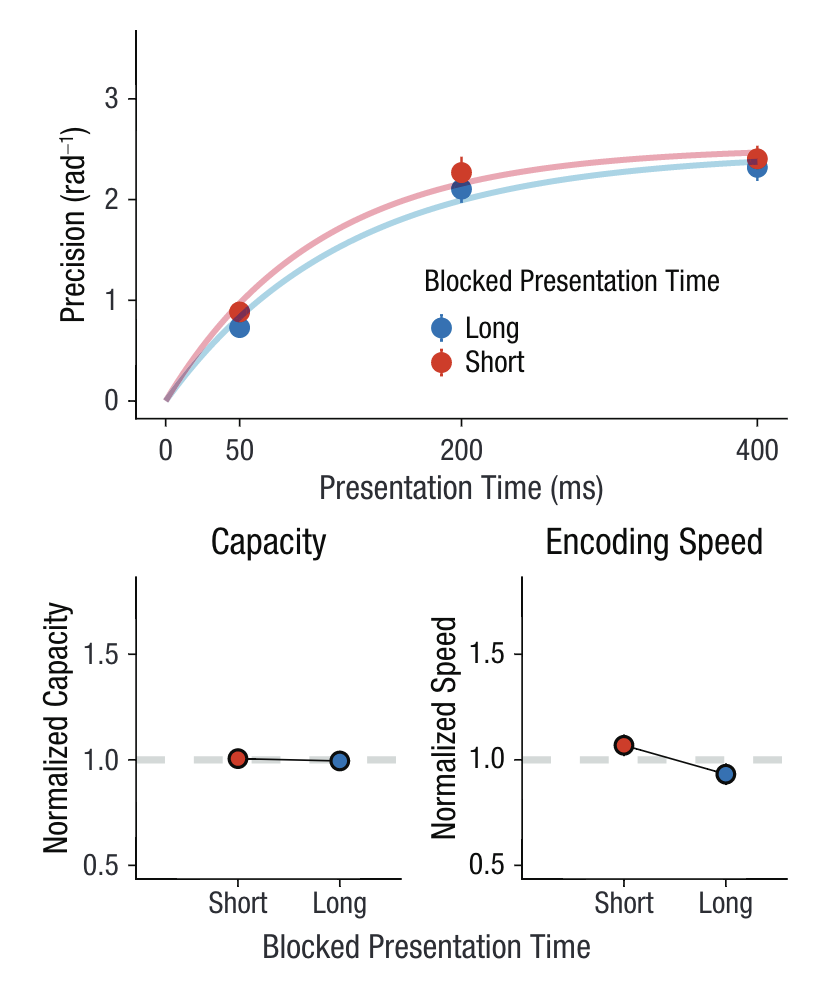 Precision (rad⁻¹)
3
2
1
0
Blocked Presentation Time
Long
Short
0 50 200 400
Presentation Time (ms)
Capacity
Normalized Capacity
1.5
1.0
0.5
Short Long
Encoding Speed
Normalized Speed
1.5
1.0
0.5
Short Long
Blocked Presentation Time